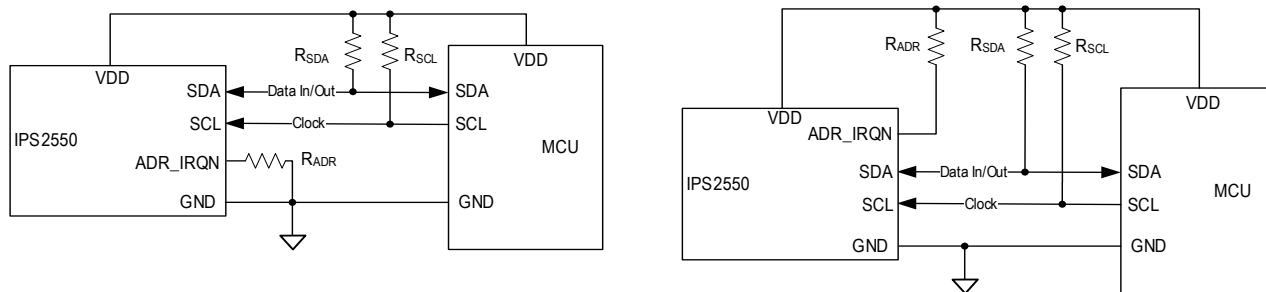 RSDA
RSCL
VDD
VDD
SDA
Data In/Out
SDA
SCL
Clock
SCL
IPS2550
MCU
ADR_IRQN
RADR
GND
GND
RADR
RSDA
RSCL
VDD
VDD
ADR_IRQN
SDA
Data In/Out
SDA
IPS2550
MCU
SCL
Clock
SCL
GND
GND